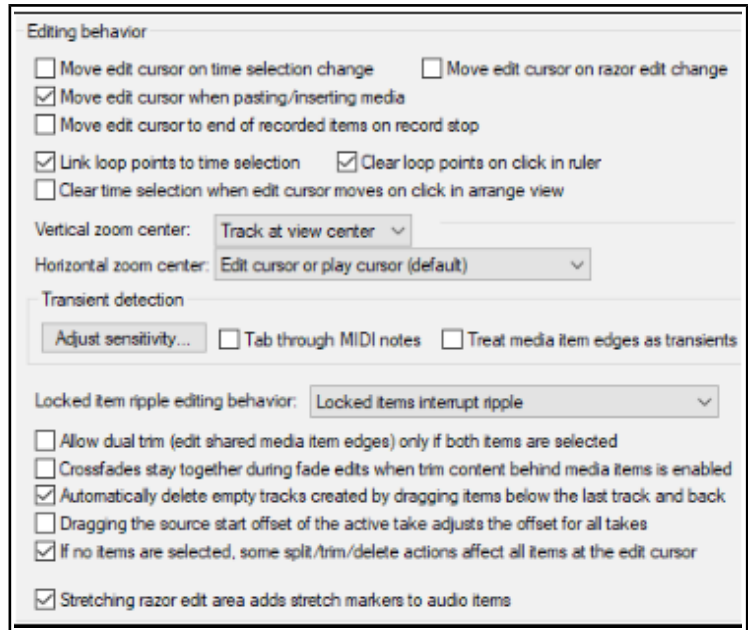 Editing behavior
Move edit cursor on time selection change Move edit cursor on razor edit change
Move edit cursor when pasting/inserting media
Move edit cursor to end of recorded items on record stop
Link loop points to time selection Clear loop points on click in ruler
Clear time selection when edit cursor moves on click in arrange view
Vertical zoom center: Track at view center
Horizontal zoom center: Edit cursor or play cursor (default)
Transient detection
Adjust sensitivity... Tab through MIDI notes Treat media item edges as transients
Locked item ripple editing behavior: Locked items interrupt ripple
Allow dual trim (edit shared media item edges) only if both items are selected
Crossfades stay together during fade edits when trim content behind media items is enabled
Automatically delete empty tracks created by dragging items below the last track and back
Dragging the source start offset of the active take adjusts the offset for all takes
If no items are selected, some split/trim/delete actions affect all items at the edit cursor
Stretching razor edit area adds stretch markers to audio items